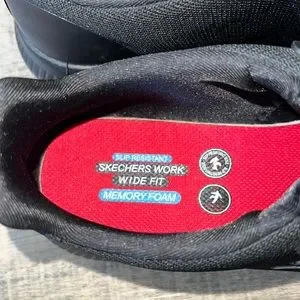 SLIP RESISTANT
SKECHERS WORK
WIDE FIT
MEMORY FOAM